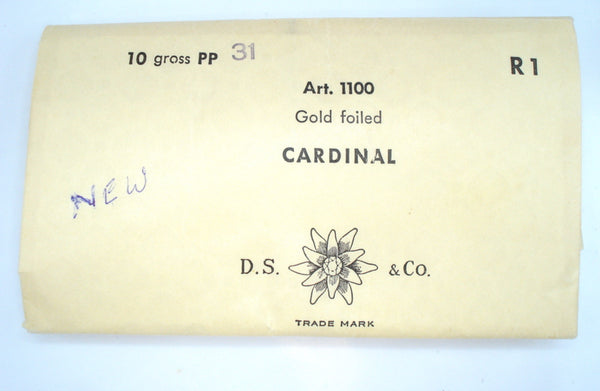 10 gross PP 31
R1
Art. 1100
Gold foiled
CARDINAL
NEW
D.S. & Co.
TRADE MARK